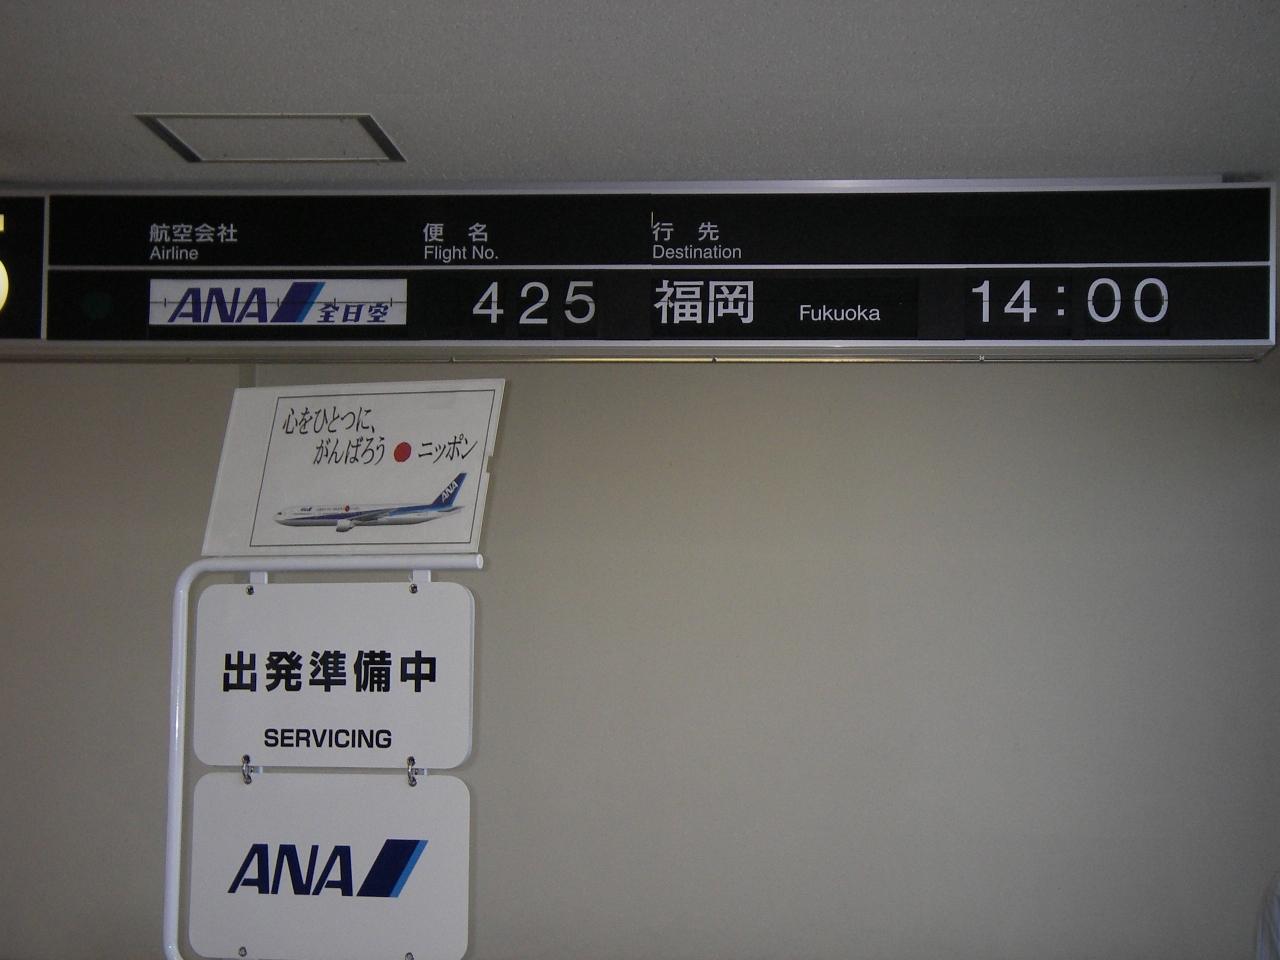 5
航空会社 便 名 行 先
Airline Flight No. Destination
ANA 全日空 425 福岡 Fukuoka 14:00
心をひとつに、
がんばろう ニッポン
ANA
出発準備中
SERVICING
ANA